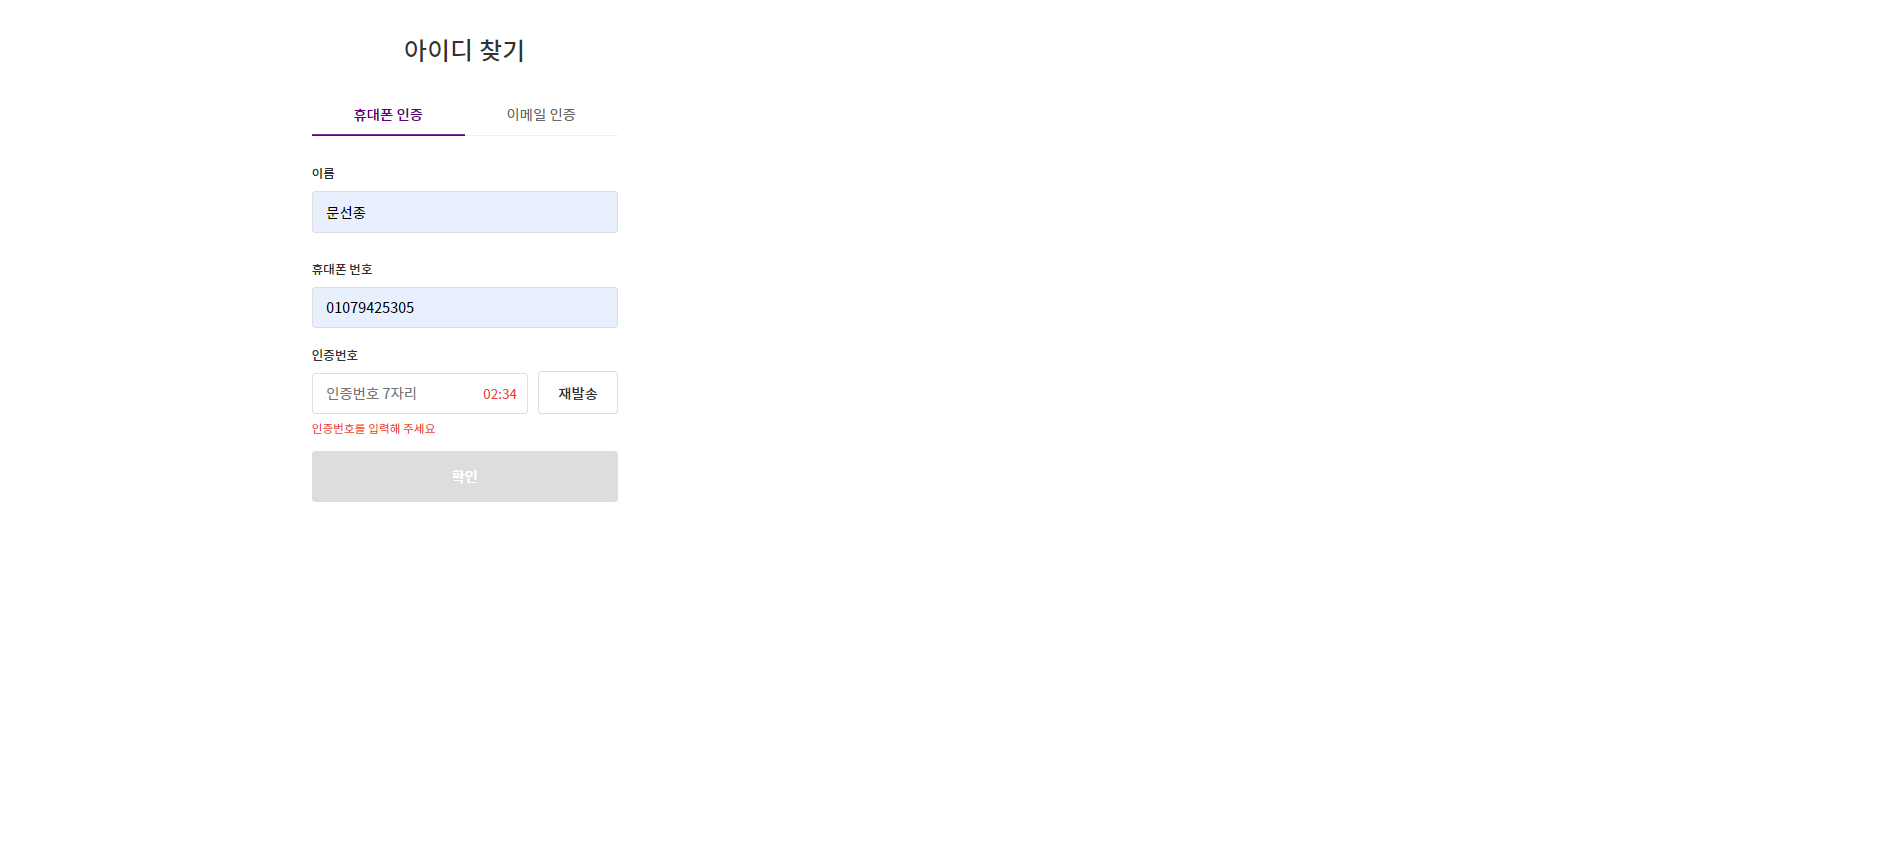 아이디 찾기
휴대폰 인증 이메일 인증
이름
문선종
휴대폰 번호
01079425305
인증번호
인증번호 7자리 02:34 재발송
인증번호를 입력해 주세요
확인